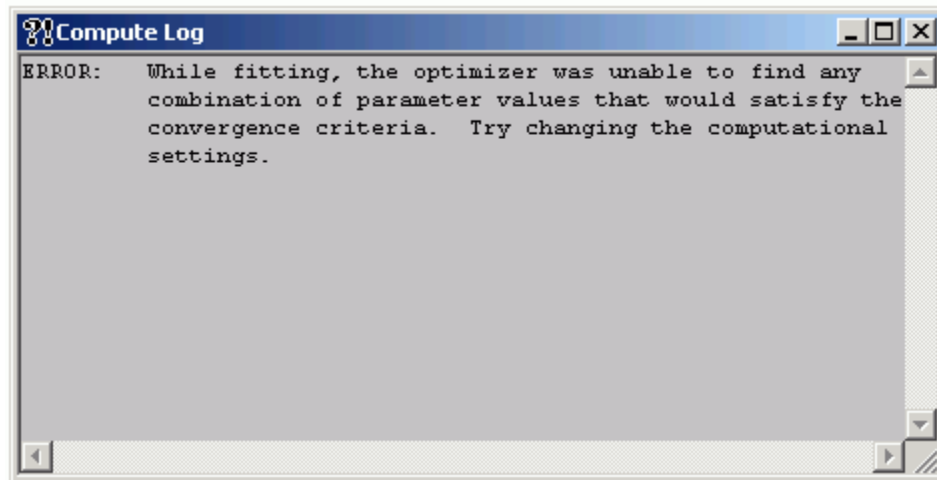 Compute Log
ERROR: While fitting, the optimizer was unable to find any
combination of parameter values that would satisfy the
convergence criteria. Try changing the computational
settings.